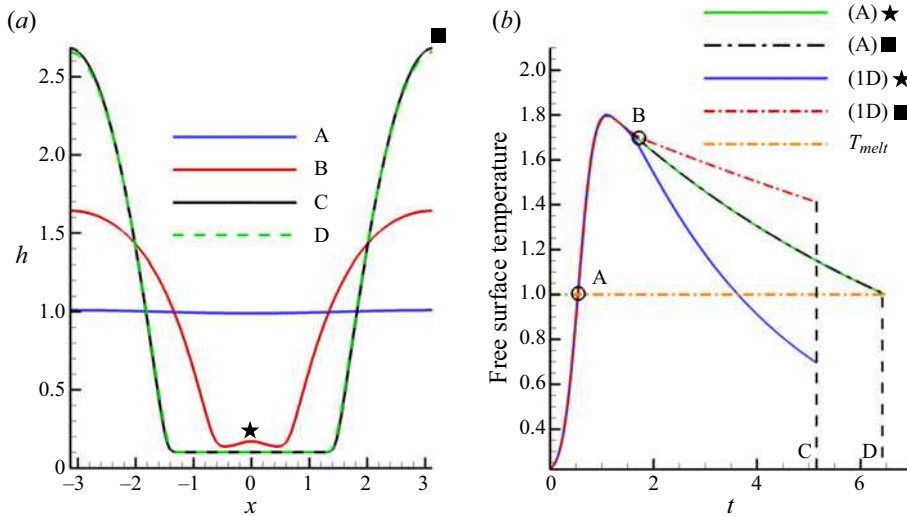 (a)
2.5
2.0
1.5
1.0
0.5
0
h
A
B
C
D
–3
–2
–1
0
1
2
3
x
(b)
(A) ★
(A) ■
(1D) ★
(1D) ■
T_melt
2.0
1.8
1.6
1.4
1.2
1.0
0.8
0.6
0.4
Free surface temperature
B
A
C
D
0
2
4
6
t